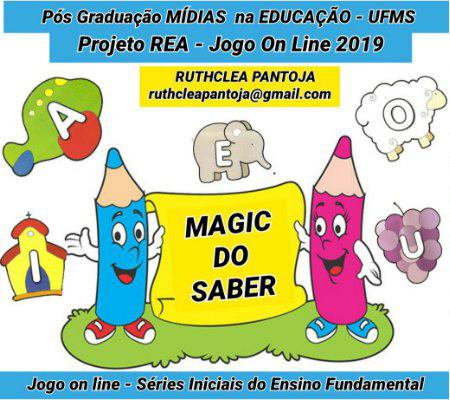 Pós Graduação MÍDIAS na EDUCAÇÃO - UFMS
Projeto REA - Jogo On Line 2019
RUTHCLEA PANTOJA
ruthcleapantoja@gmail.com
A
E
O
I
U
MAGIC
DO
SABER
Jogo on line - Séries Iniciais do Ensino Fundamental